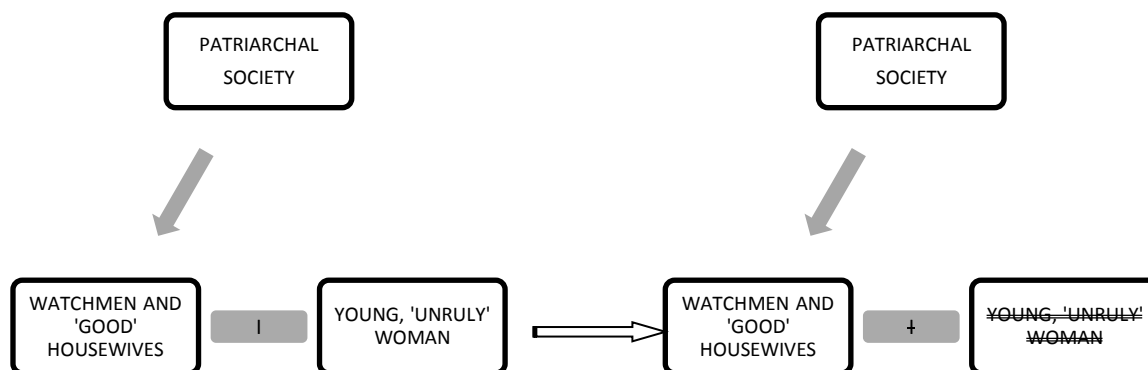 PATRIARCHAL
SOCIETY
PATRIARCHAL
SOCIETY
WATCHMEN AND
'GOOD'
HOUSEWIVES
I
YOUNG, 'UNRULY'
WOMAN
WATCHMEN AND
'GOOD'
HOUSEWIVES
I
YOUNG, 'UNRULY'
WOMAN